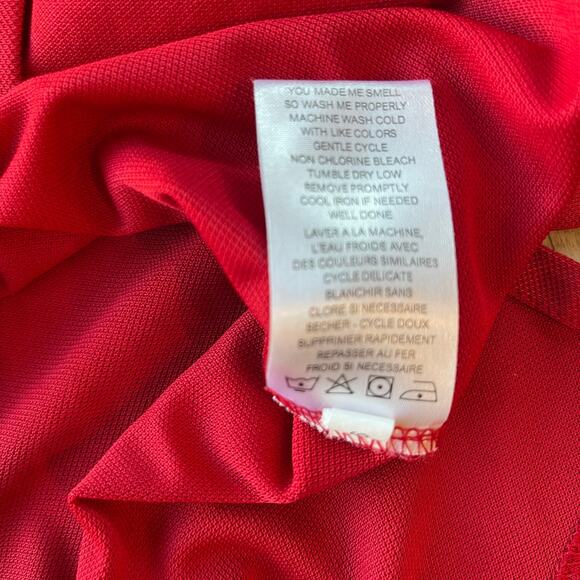 YOU MADE ME SMELL
SO WASH ME PROPERLY
MACHINE WASH COLD
WITH LIKE COLORS
GENTLE CYCLE
NON CHLORINE BLEACH
TUMBLE DRY LOW
REMOVE PROMPTLY
COOL IRON IF NEEDED
WELL DONE
LAVER A LA MACHINE,
L'EAU FROIDE AVEC
DES COULEURS SIMILAIRES
CYCLE DELICATE
BLANCHIR SANS
CLORE SI NECESSAIRE
SECHER - CYCLE DOUX
SUPPRIMER RAPIDEMENT
REPASSER AU FER
FROID SI NECESSAIRE